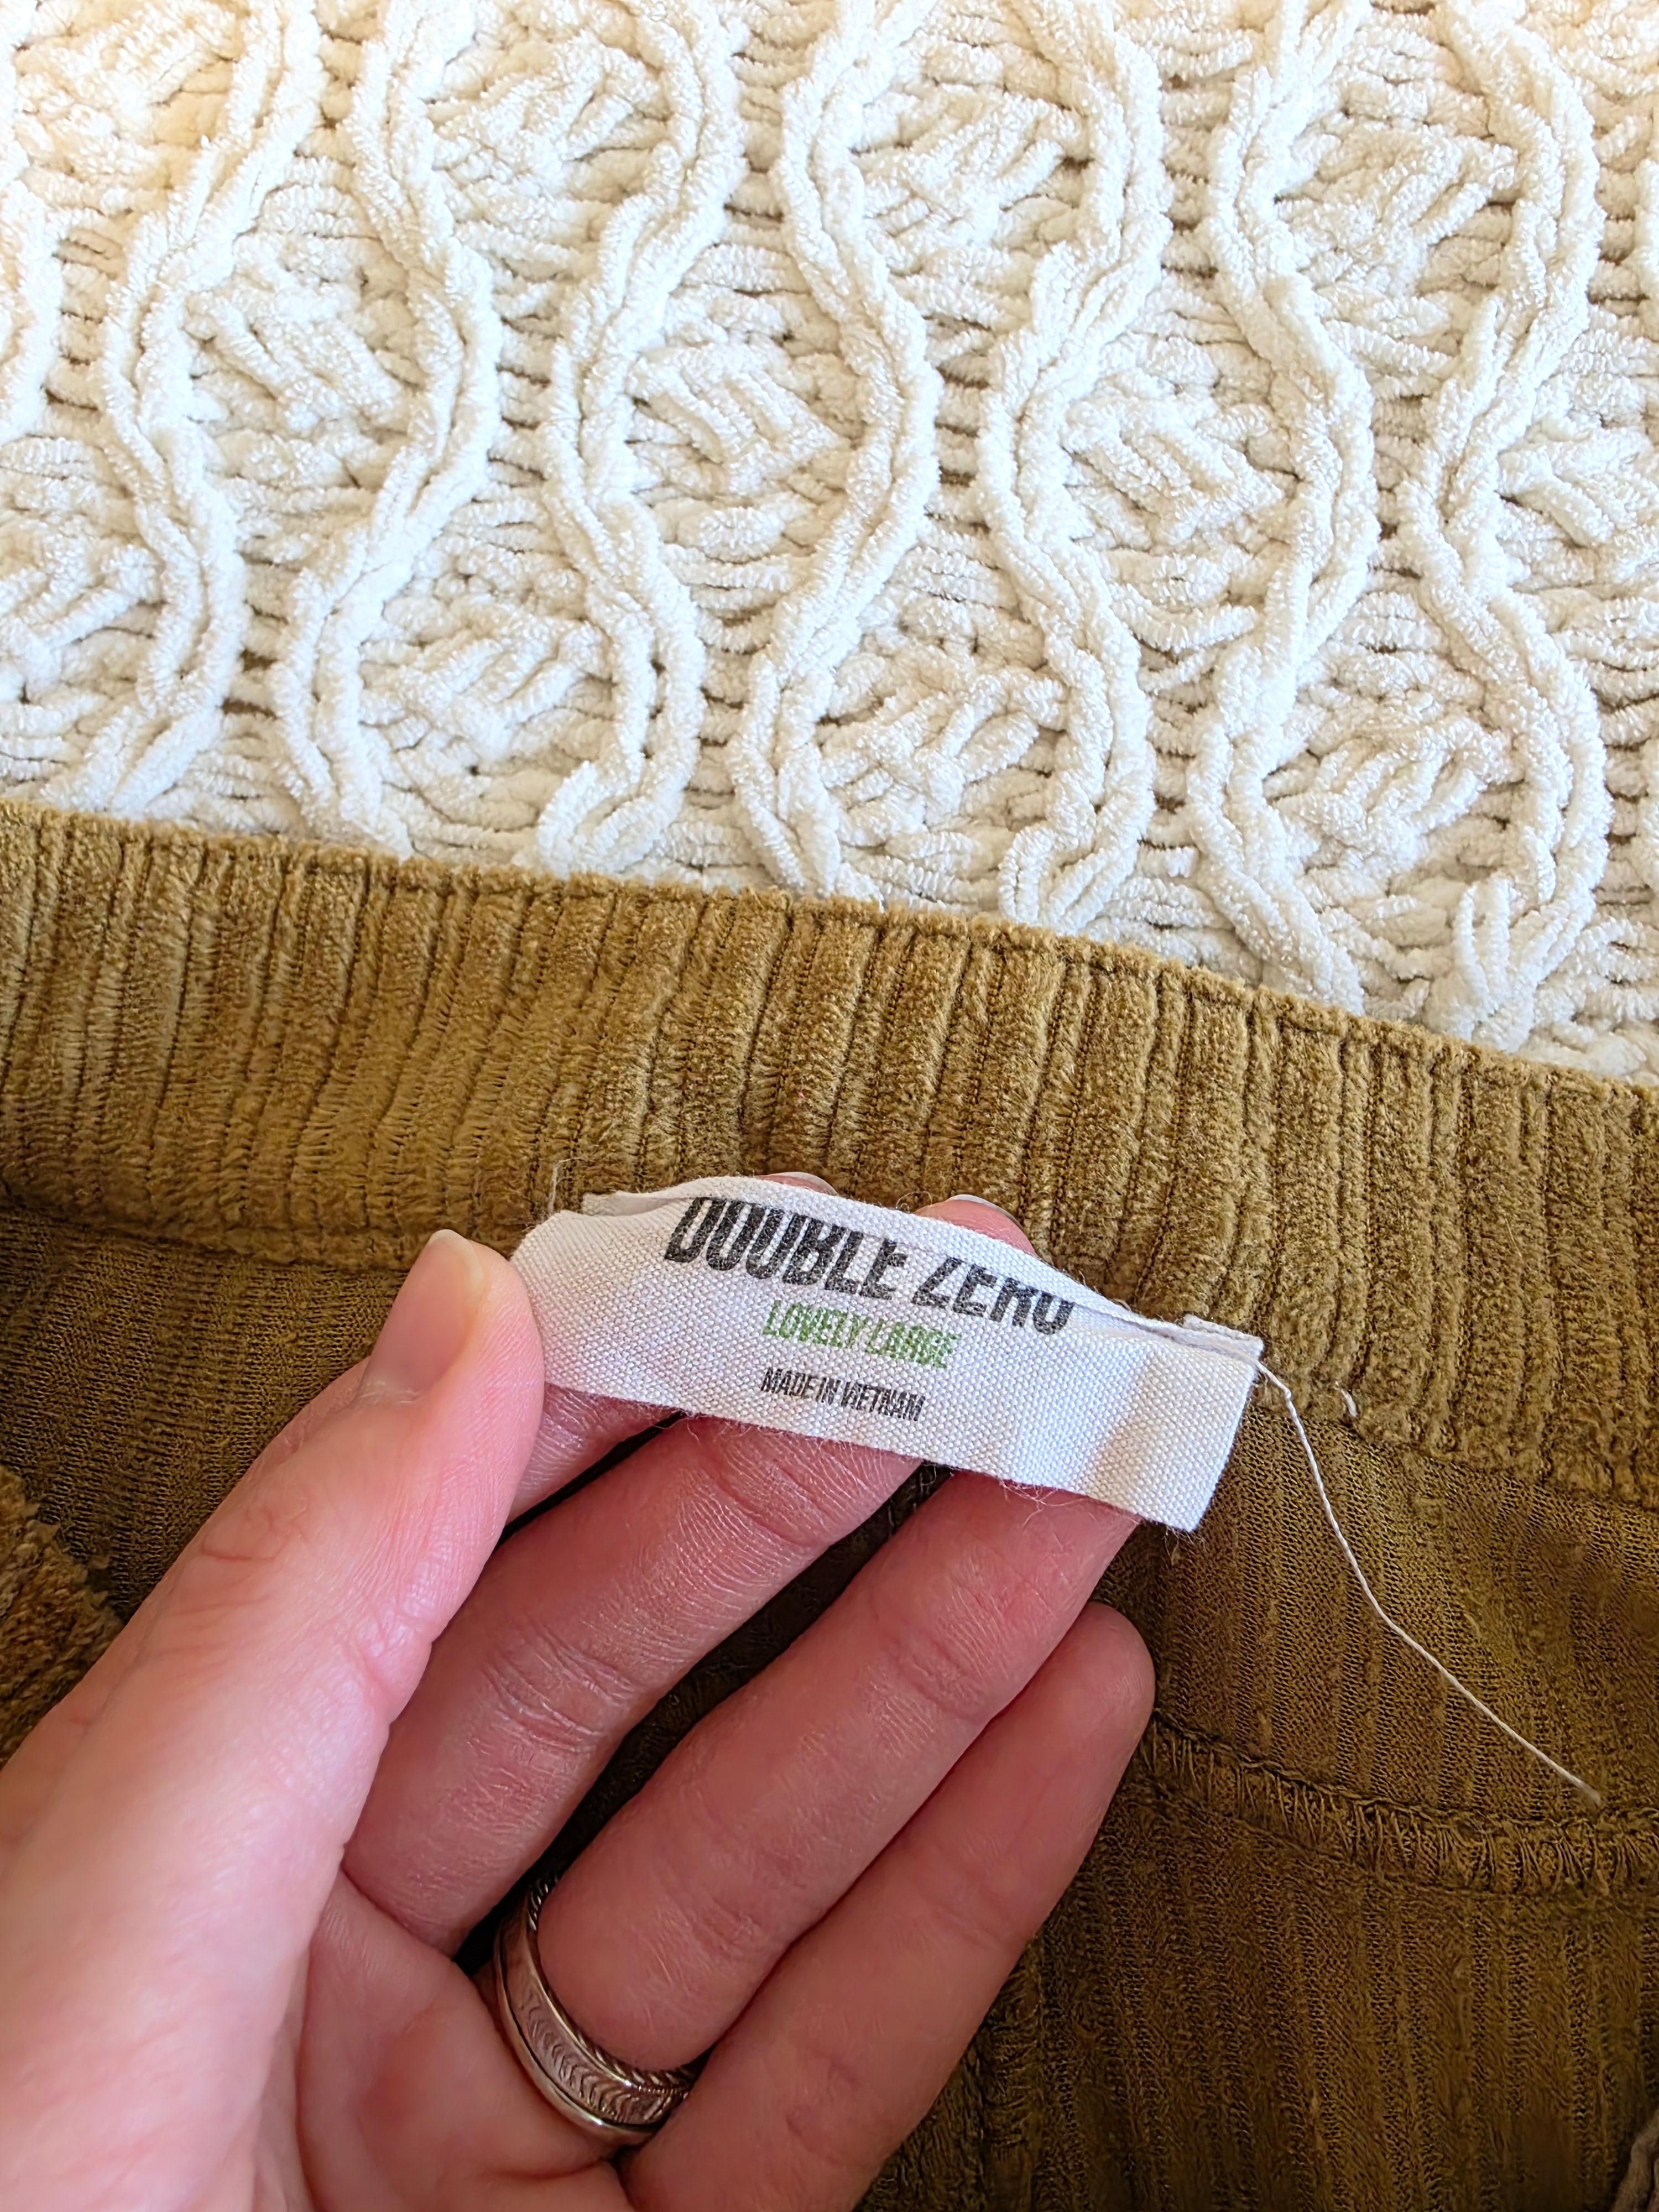 DOUBLE ZERO
LOVELY LARGE
MADE IN VIETNAM